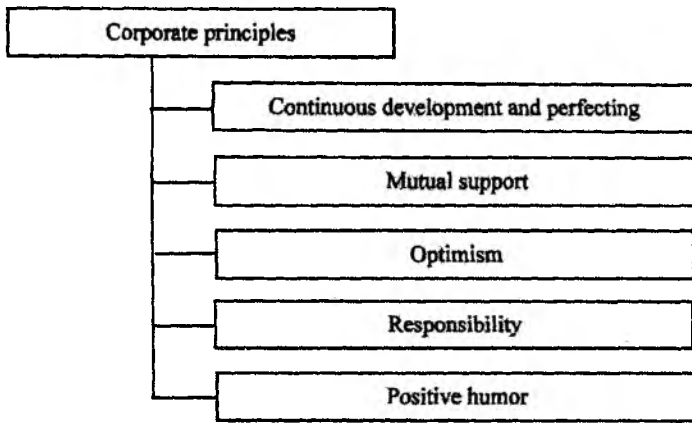 Corporate principles
Continuous development and perfecting
Mutual support
Optimism
Responsibility
Positive humor